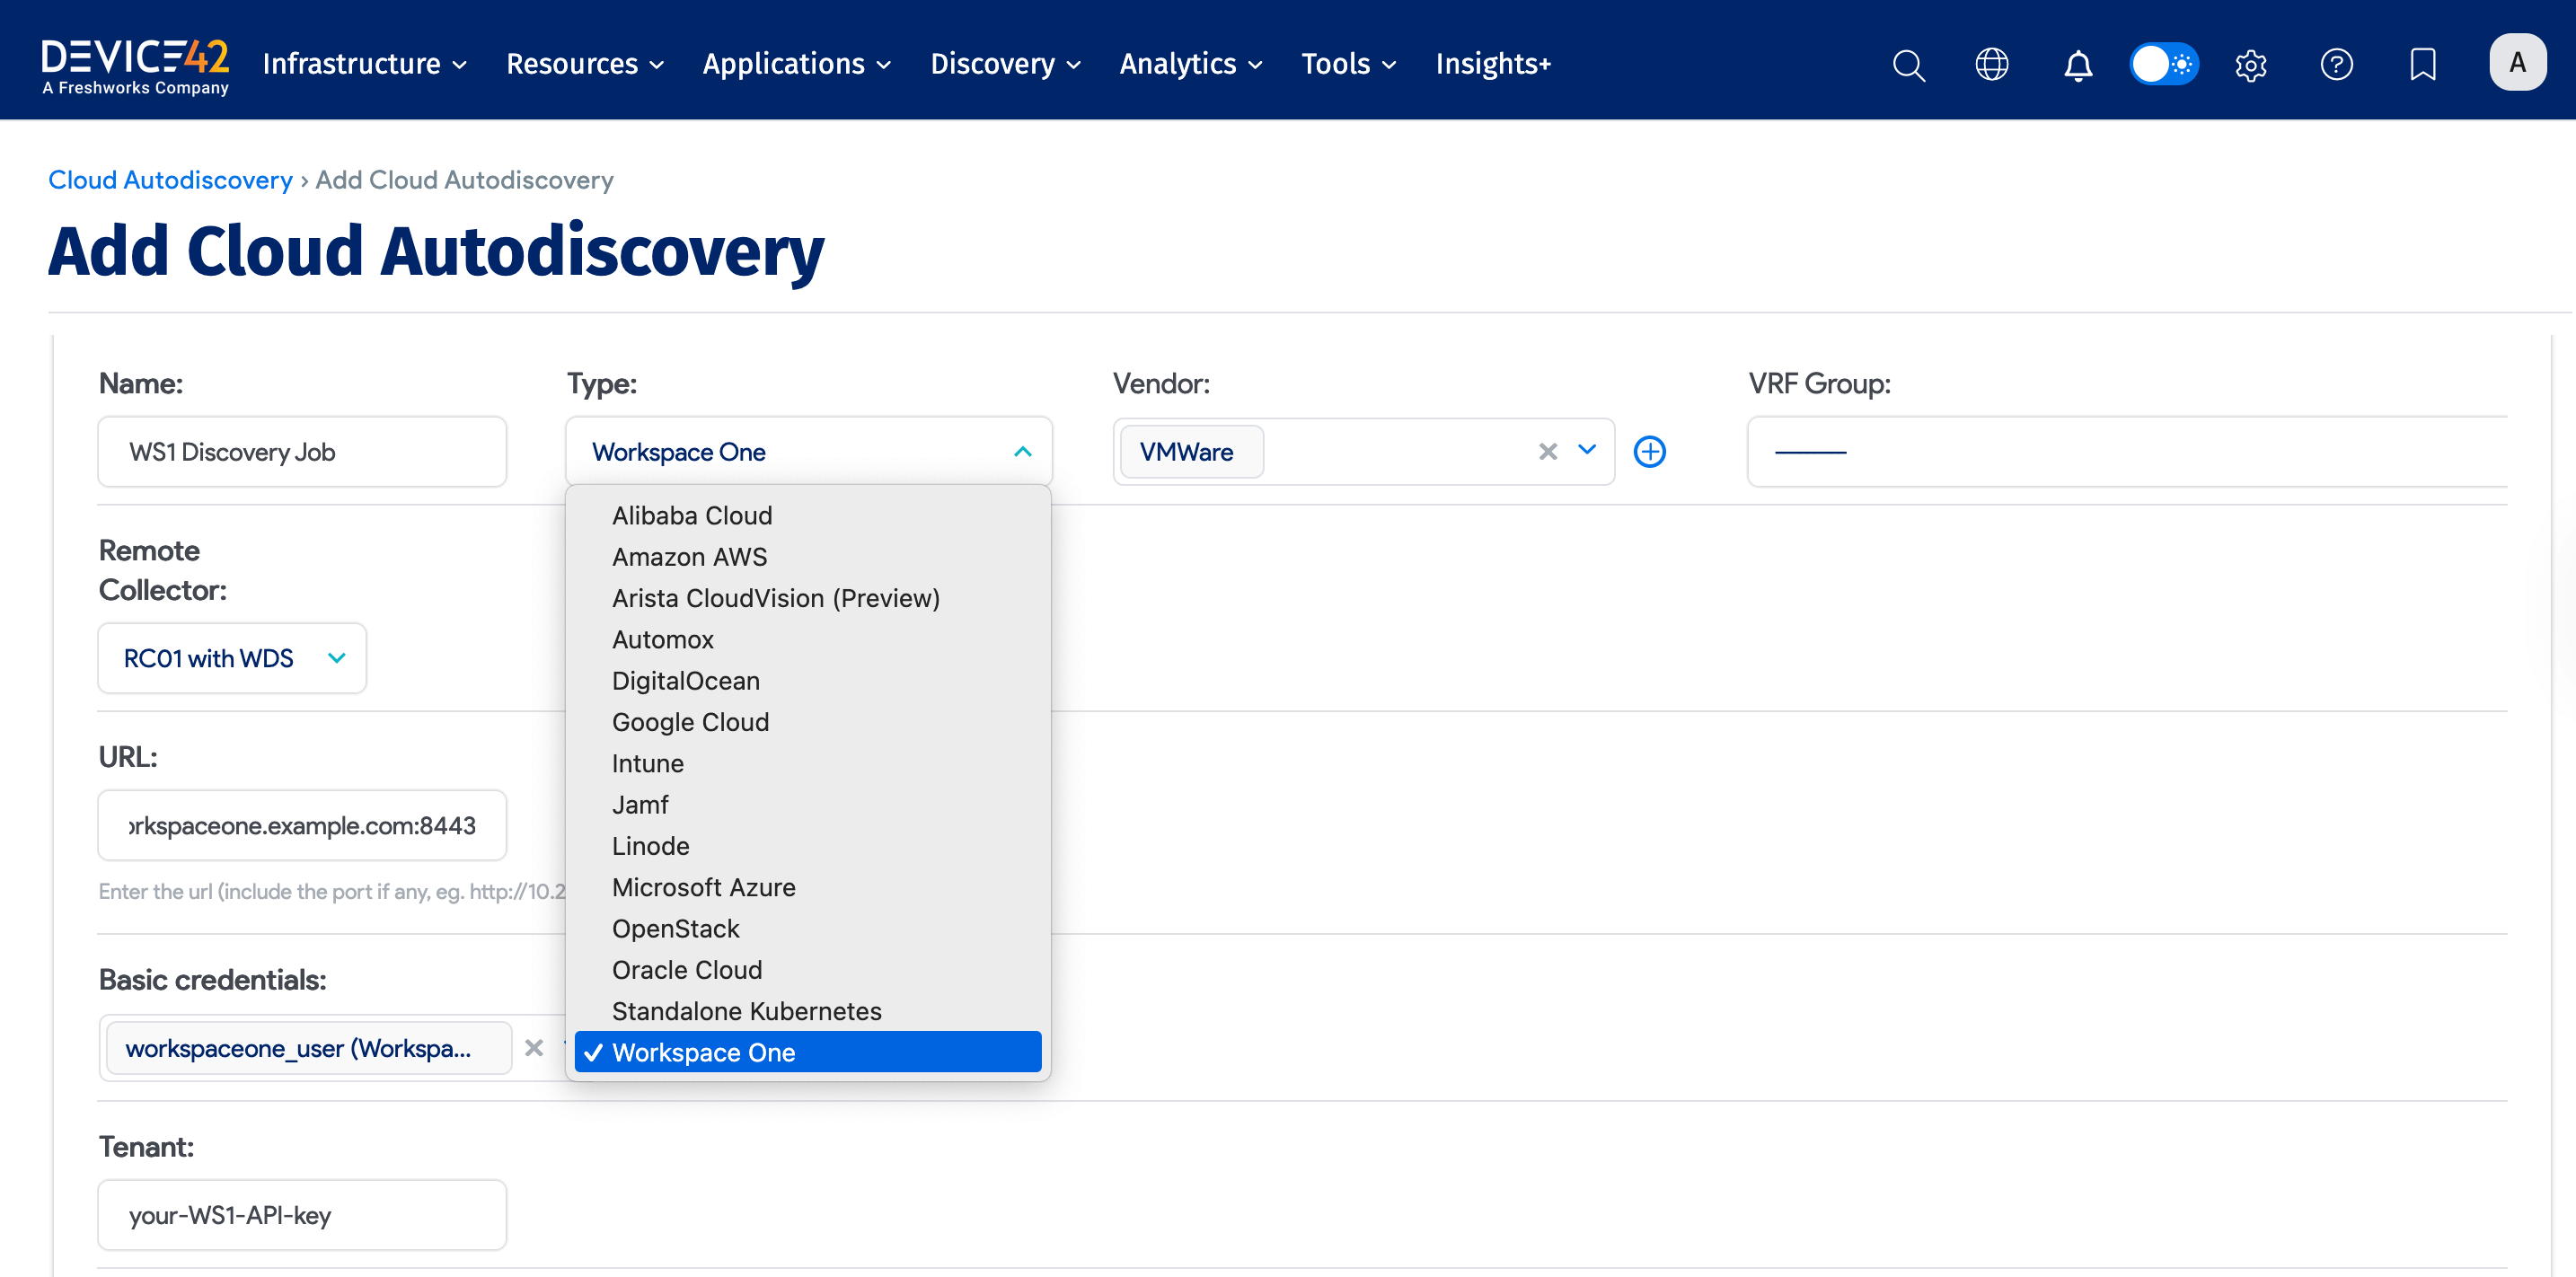 DEVICE42
A Freshworks Company
Infrastructure
Resources
Applications
Discovery
Analytics
Tools
Insights+
A
Cloud Autodiscovery › Add Cloud Autodiscovery
Add Cloud Autodiscovery
Name:
WS1 Discovery Job
Type:
Workspace One
Vendor:
VMWare
VRF Group:
Alibaba Cloud
Amazon AWS
Arista CloudVision (Preview)
Automox
DigitalOcean
Google Cloud
Intune
Jamf
Linode
Microsoft Azure
OpenStack
Oracle Cloud
Standalone Kubernetes
✓ Workspace One
Remote
Collector:
RC01 with WDS
URL:
orkspaceone.example.com:8443
Enter the url (include the port if any, eg. http://10.2
Basic credentials:
workspaceone_user (Workspa...
Tenant:
your-WS1-API-key